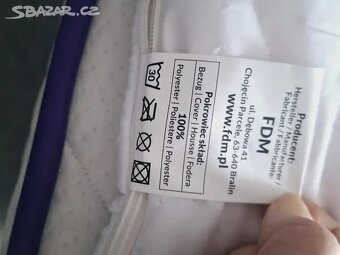 SBAZAR.CZ
Producent:
Hersteller / Manufacturer /
Fabricant / Fabbricante:
FDM
ul. Dębowa 41
Chojęcin Parcele, 63-640 Bralin
www.fdm.pl
Pokrowiec skład:
Bezug | Cover | Housse | Fodera
100%
Polyester | Poliestere | Polyester
30